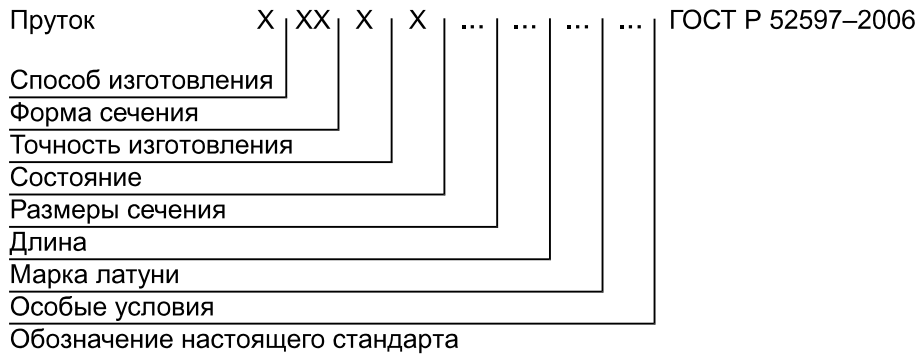 Пруток Х ХХ Х Х ... ... ... ... ГОСТ Р 52597–2006
Способ изготовления
Форма сечения
Точность изготовления
Состояние
Размеры сечения
Длина
Марка латуни
Особые условия
Обозначение настоящего стандарта